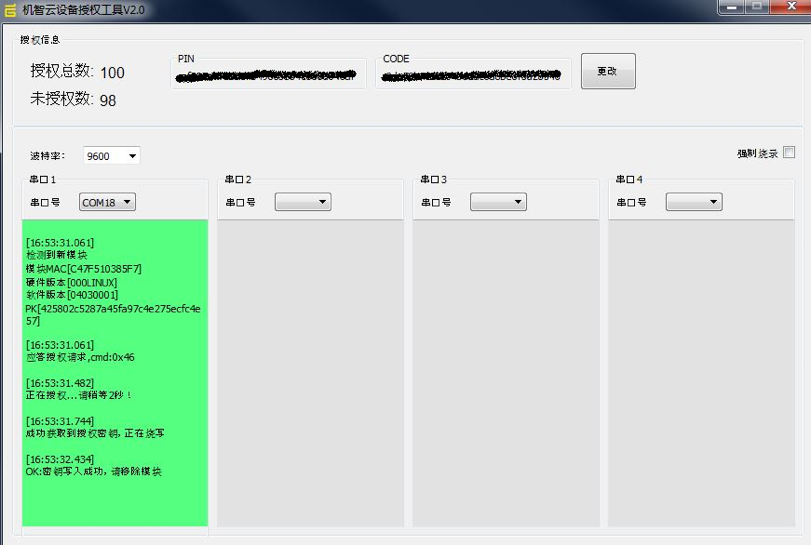 机智云设备授权工具V2.0
授权信息
授权总数: 100
未授权数: 98
PIN
CODE
更改
波特率:
9600
强制烧录
串口1
串口号
COM18
串口2
串口号
串口3
串口号
串口4
串口号
[16:53:31.061]
检测到新模块
模块MAC[C47F510385F7]
硬件版本[000LINUX]
软件版本[04030001]
PK[425802c5287a45fa97c4e275ecfc4e
57]
[16:53:31.061]
应答授权请求,cmd:0x46
[16:53:31.482]
正在授权...请稍等2秒！
[16:53:31.744]
成功获取到授权密钥, 正在烧写
[16:53:32.434]
OK:密钥写入成功, 请移除模块